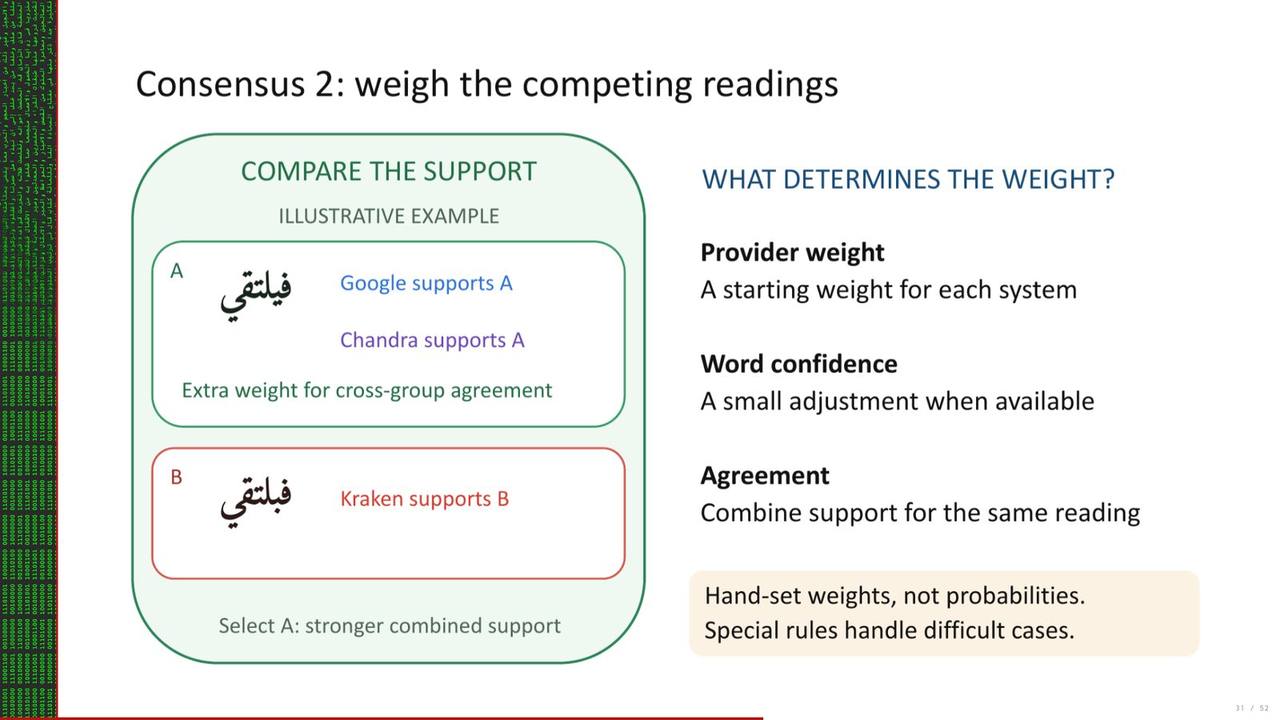 Consensus 2: weigh the competing readings
COMPARE THE SUPPORT
ILLUSTRATIVE EXAMPLE
A
فيلتقي
Google supports A
Chandra supports A
Extra weight for cross-group agreement
B
فبلتقي
Kraken supports B
Select A: stronger combined support
WHAT DETERMINES THE WEIGHT?
Provider weight
A starting weight for each system
Word confidence
A small adjustment when available
Agreement
Combine support for the same reading
Hand-set weights, not probabilities.
Special rules handle difficult cases.
31 / 52